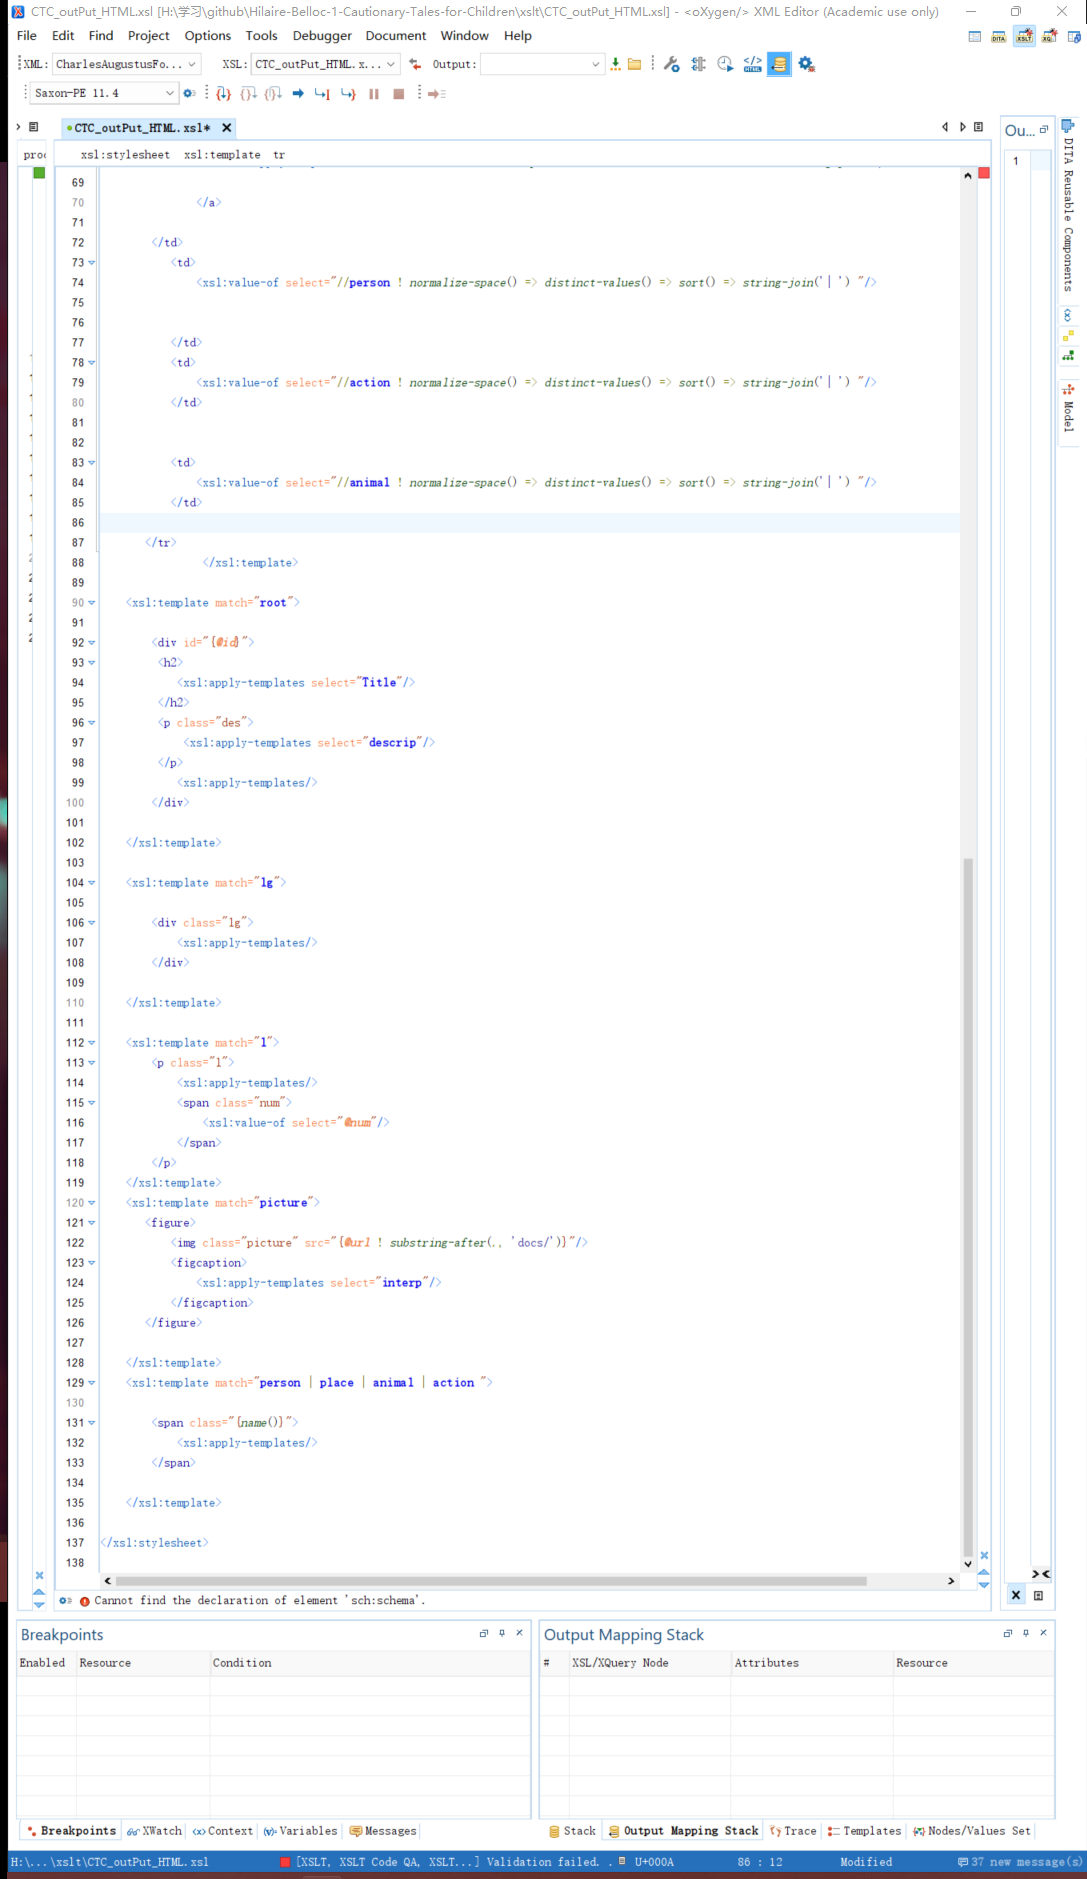 CTC_outPut_HTML.xsl [H:\学习\github\Hilaire-Belloc-1-Cautionary-Tales-for-Children\xslt\CTC_outPut_HTML.xsl] - <oXygen/> XML Editor (Academic use only)
File Edit Find Project Options Tools Debugger Document Window Help
XML: CharlesAugustusFo... XSL: CTC_outPut_HTML.x... Output:
Saxon-PE 11.4
CTC_outPut_HTML.xsl* Ou...
xsl:stylesheet xsl:template tr
69
70 </a>
71
72 </td>
73 <td>
74 <xsl:value-of select="//person ! normalize-space() => distinct-values() => sort() => string-join('| ') "/>
75
76
77 </td>
78 <td>
79 <xsl:value-of select="//action ! normalize-space() => distinct-values() => sort() => string-join('| ') "/>
80 </td>
81
82
83 <td>
84 <xsl:value-of select="//animal ! normalize-space() => distinct-values() => sort() => string-join('| ') "/>
85 </td>
86
87 </tr>
88 </xsl:template>
89
90 <xsl:template match="root">
91
92 <div id="{@id}">
93 <h2>
94 <xsl:apply-templates select="Title"/>
95 </h2>
96 <p class="des">
97 <xsl:apply-templates select="descrip"/>
98 </p>
99 <xsl:apply-templates/>
100 </div>
101
102 </xsl:template>
103
104 <xsl:template match="lg">
105
106 <div class="lg">
107 <xsl:apply-templates/>
108 </div>
109
110 </xsl:template>
111
112 <xsl:template match="l">
113 <p class="l">
114 <xsl:apply-templates/>
115 <span class="num">
116 <xsl:value-of select="@num"/>
117 </span>
118 </p>
119 </xsl:template>
120 <xsl:template match="picture">
121 <figure>
122 <img class="picture" src="{@url ! substring-after(., 'docs/')}"/>
123 <figcaption>
124 <xsl:apply-templates select="interp"/>
125 </figcaption>
126 </figure>
127
128 </xsl:template>
129 <xsl:template match="person | place | animal | action ">
130
131 <span class="{name()}">
132 <xsl:apply-templates/>
133 </span>
134
135 </xsl:template>
136
137 </xsl:stylesheet>
138
1
DITA Reusable Components
Model
Cannot find the declaration of element 'sch:schema'.
Breakpoints
Enabled Resource Condition
Output Mapping Stack
# XSL/XQuery Node Attributes Resource
Breakpoints XWatch Context Variables Messages
Stack Output Mapping Stack Trace Templates Nodes/Values Set
H:\...\xslt\CTC_outPut_HTML.xsl [XSLT, XSLT Code QA, XSLT...] Validation failed. . U+000A 86 : 12 Modified 37 new message(s)